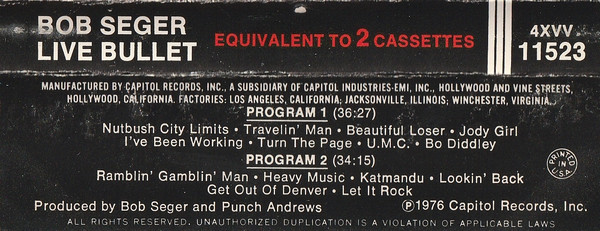 BOB SEGER
LIVE BULLET
EQUIVALENT TO 2 CASSETTES
4XVV
11523
MANUFACTURED BY CAPITOL RECORDS, INC., A SUBSIDIARY OF CAPITOL INDUSTRIES-EMI, INC., HOLLYWOOD AND VINE STREETS,
HOLLYWOOD, CALIFORNIA. FACTORIES: LOS ANGELES, CALIFORNIA; JACKSONVILLE, ILLINOIS; WINCHESTER, VIRGINIA.
PROGRAM 1 (36:27)
Nutbush City Limits • Travelin' Man • Beautiful Loser • Jody Girl
I've Been Working • Turn The Page • U.M.C. • Bo Diddley
PROGRAM 2 (34:15)
Ramblin' Gamblin' Man • Heavy Music • Katmandu • Lookin' Back
Get Out Of Denver • Let It Rock
PRINTED IN U.S.A.
Produced by Bob Seger and Punch Andrews
Ⓟ1976 Capitol Records, Inc.
ALL RIGHTS RESERVED. UNAUTHORIZED DUPLICATION IS A VIOLATION OF APPLICABLE LAWS